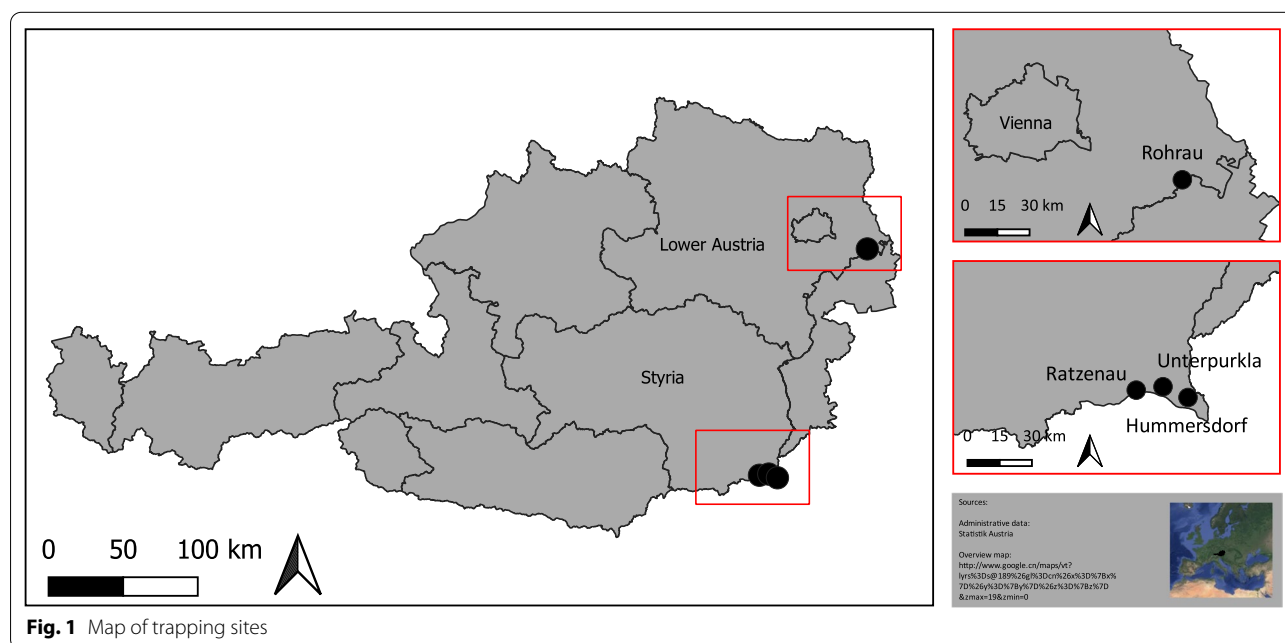 Lower Austria
Styria
0 50 100 km
Vienna
Rohrau
0 15 30 km
Unterpurkla
Ratzenau
Hummersdorf
0 15 30 km
Sources:
Administrative data:
Statistik Austria
Overview map:
http://www.google.cn/maps/vt?
lyrs%3Ds@189%26gl%3Dcn%26x%3D%7Bx%
7D%26y%3D%7By%7D%26z%3D%7Bz%7D
&zmax=19&zmin=0
Fig. 1 Map of trapping sites